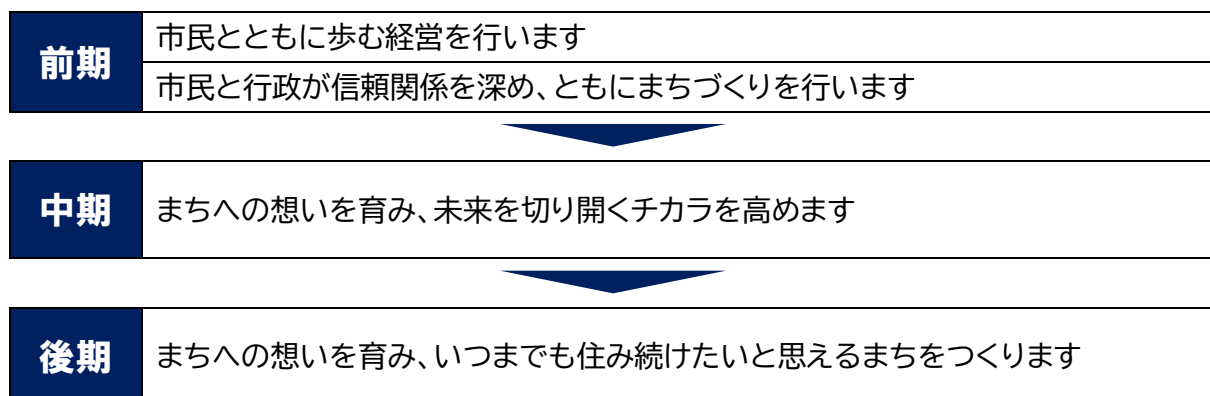 前期
市民とともに歩む経営を行います
市民と行政が信頼関係を深め、ともにまちづくりを行います
中期
まちへの想いを育み、未来を切り開くチカラを高めます
後期
まちへの想いを育み、いつまでも住み続けたいと思えるまちをつくります